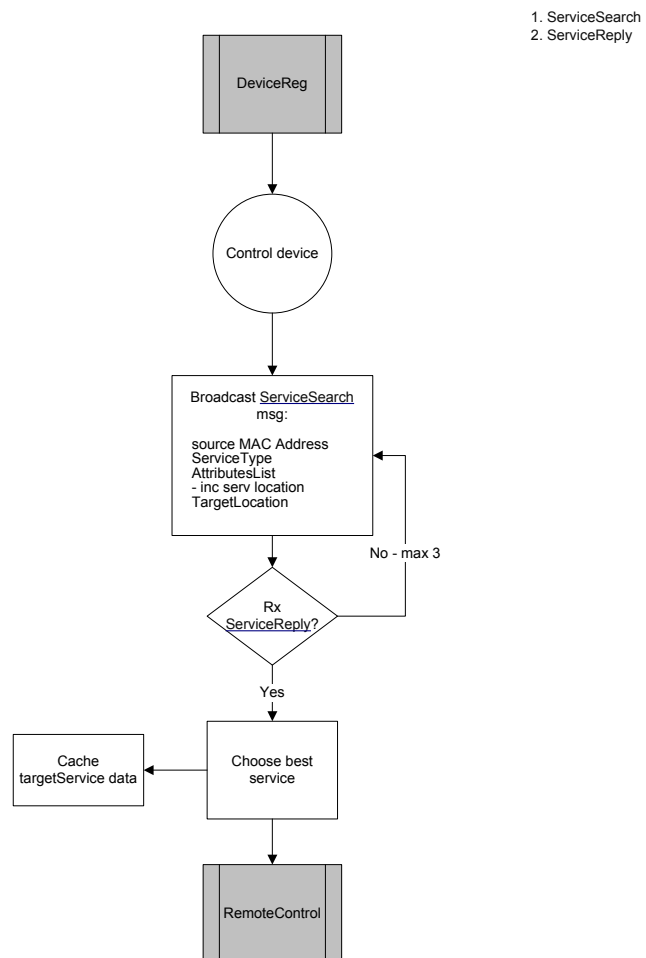 1. ServiceSearch
2. ServiceReply
DeviceReg
Control device
Broadcast ServiceSearch
msg:
source MAC Address
ServiceType
AttributesList
- inc serv location
TargetLocation
No - max 3
Rx
ServiceReply?
Yes
Cache
targetService data
Choose best
service
RemoteControl